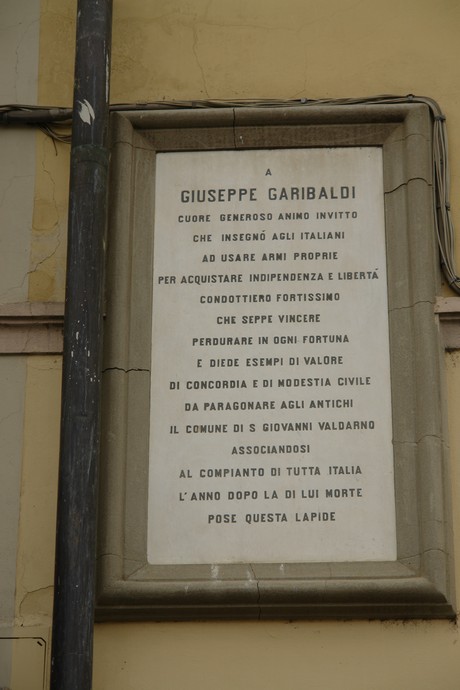 A
GIUSEPPE GARIBALDI
CUORE GENEROSO ANIMO INVITTO
CHE INSEGNÓ AGLI ITALIANI
AD USARE ARMI PROPRIE
PER ACQUISTARE INDIPENDENZA E LIBERTÁ
CONDOTTIERO FORTISSIMO
CHE SEPPE VINCERE
PERDURARE IN OGNI FORTUNA
E DIEDE ESEMPI DI VALORE
DI CONCORDIA E DI MODESTIA CIVILE
DA PARAGONARE AGLI ANTICHI
IL COMUNE DI S GIOVANNI VALDARNO
ASSOCIANDOSI
AL COMPIANTO DI TUTTA ITALIA
L'ANNO DOPO LA DI LUI MORTE
POSE QUESTA LAPIDE